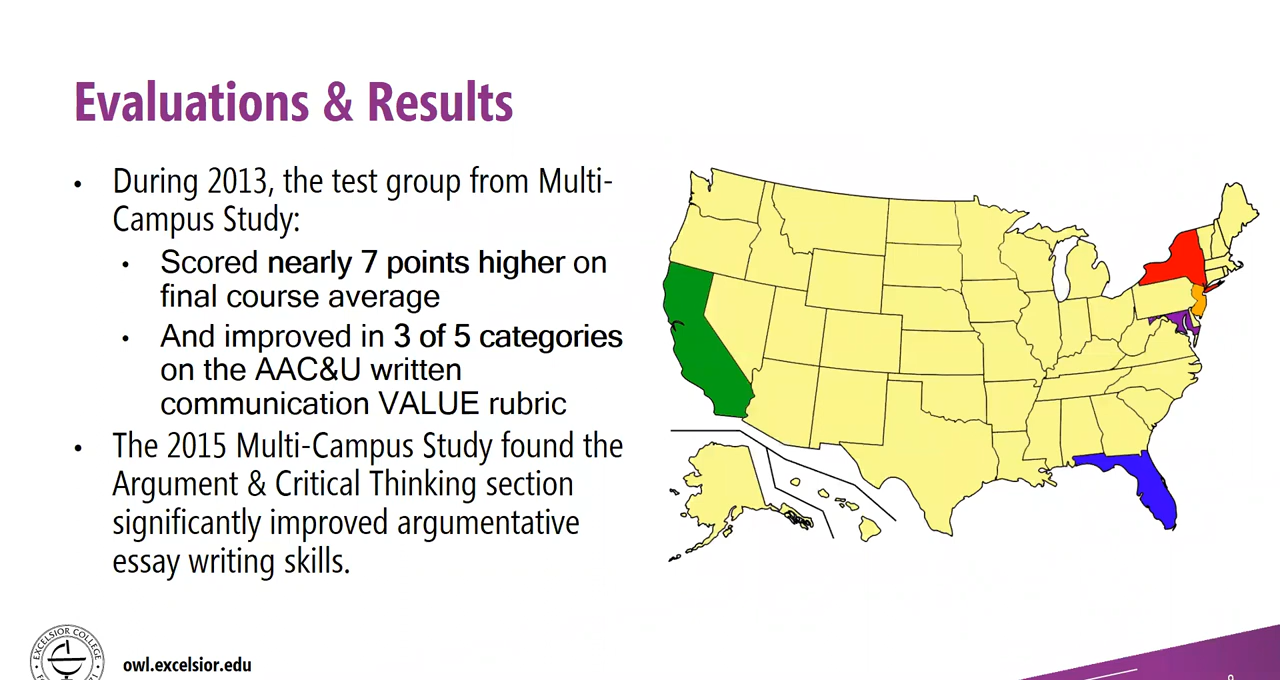 Evaluations & Results
• During 2013, the test group from Multi-
Campus Study:
• Scored nearly 7 points higher on
final course average
• And improved in 3 of 5 categories
on the AAC&U written
communication VALUE rubric
• The 2015 Multi-Campus Study found the
Argument & Critical Thinking section
significantly improved argumentative
essay writing skills.
EXCELSIOR COLLEGE
owl.excelsior.edu